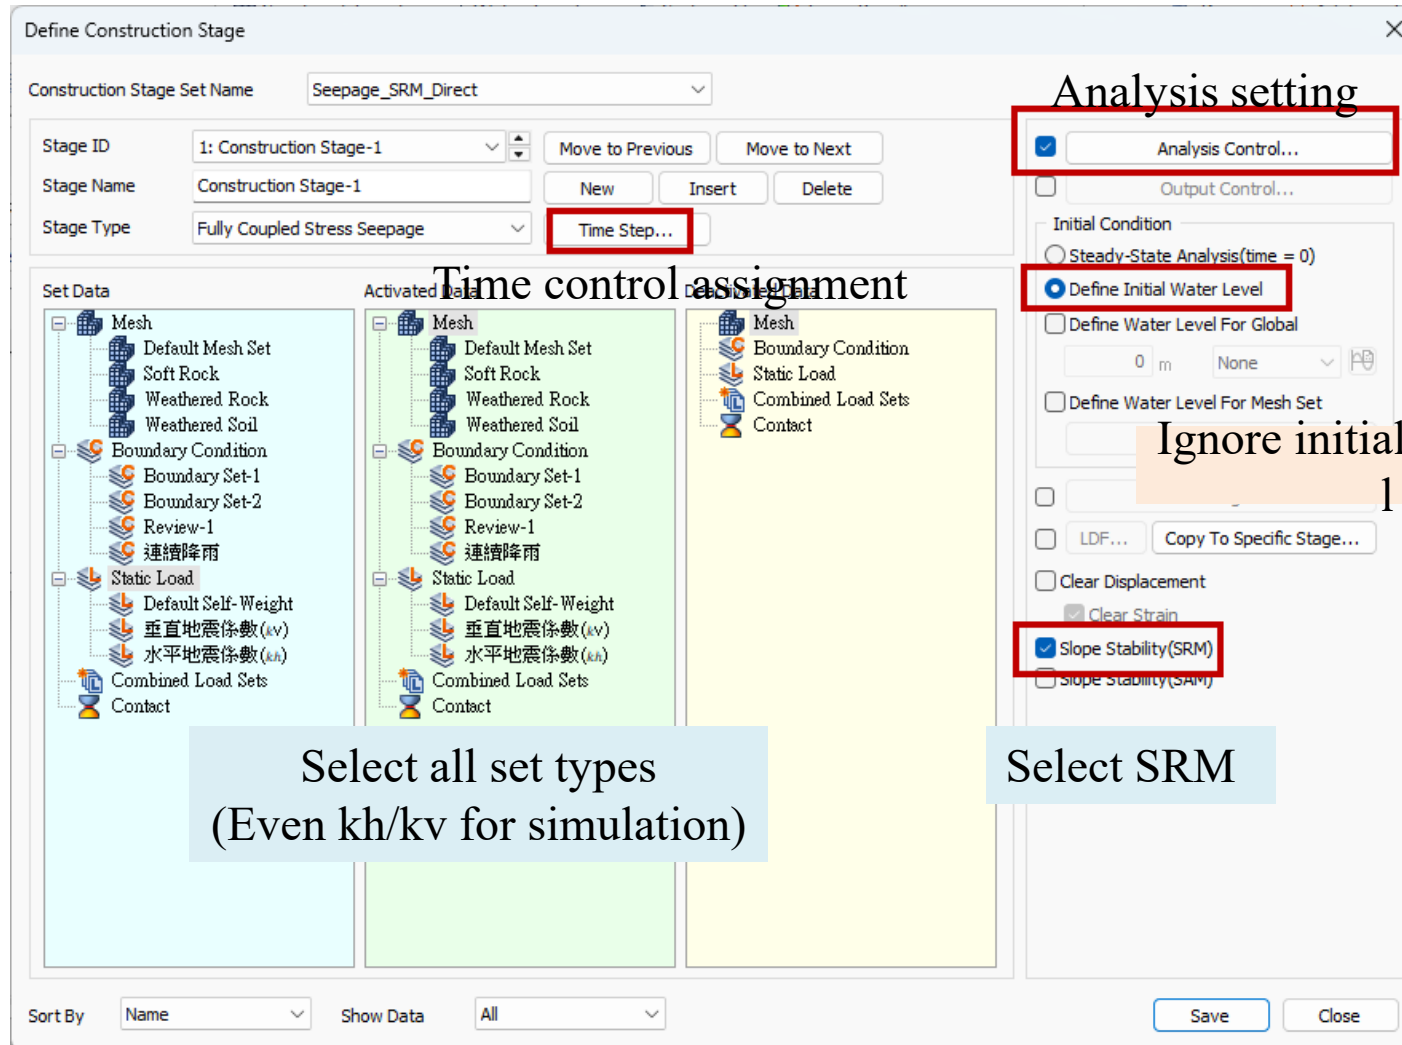 Define Construction Stage
Construction Stage Set Name
Seepage_SRM_Direct
Analysis setting
Stage ID
1: Construction Stage-1
Move to Previous
Move to Next
Analysis Control...
Stage Name
Construction Stage-1
New
Insert
Delete
Output Control...
Stage Type
Fully Coupled Stress Seepage
Time Step...
Initial Condition
Steady-State Analysis(time = 0)
Time control assignment
Set Data
Activated Data
Deactivated Data
Define Initial Water Level
Mesh
Default Mesh Set
Soft Rock
Weathered Rock
Weathered Soil
Boundary Condition
Boundary Set-1
Boundary Set-2
Review-1
連續降雨
Static Load
Default Self-Weight
垂直地震係數(kv)
水平地震係數(kh)
Combined Load Sets
Contact
Mesh
Default Mesh Set
Soft Rock
Weathered Rock
Weathered Soil
Boundary Condition
Boundary Set-1
Boundary Set-2
Review-1
連續降雨
Static Load
Default Self-Weight
垂直地震係數(kv)
水平地震係數(kh)
Combined Load Sets
Contact
Mesh
Boundary Condition
Static Load
Combined Load Sets
Contact
Define Water Level For Global
0 m
None
Define Water Level For Mesh Set
Ignore initial
l
LDF...
Copy To Specific Stage...
Clear Displacement
Clear Strain
Slope Stability(SRM)
Slope Stability(SAM)
Select all set types
(Even kh/kv for simulation)
Select SRM
Sort By
Name
Show Data
All
Save
Close